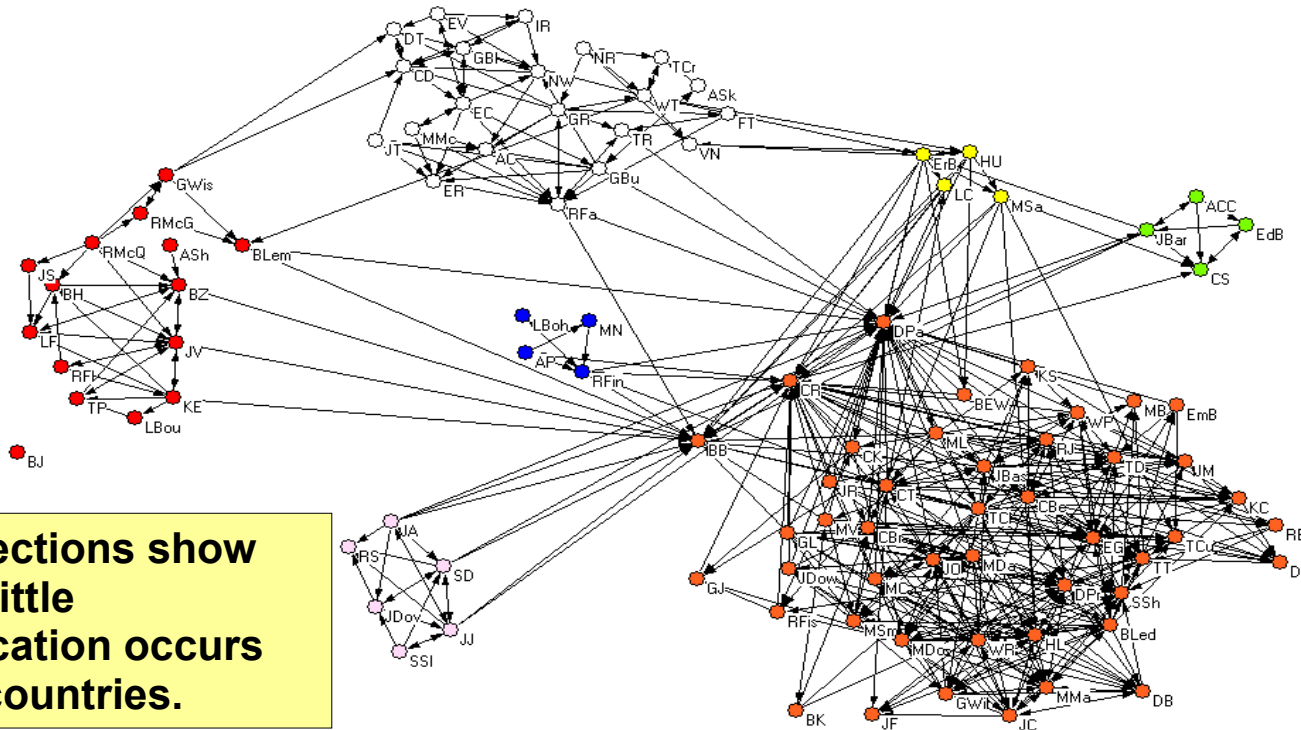 EV
IR
DT
GBl
CD
NW
NR
TCr
ASk
EC
GR
WT
FT
MMc
TR
JT
AC
VN
ER
GBu
RFa
ErB
HU
LC
MSa
ACC
JBar
EdB
CS
GWis
RMcG
RMcQ
ASh
BLem
JS
BH
BZ
LF
JV
RFl
TP
KE
LBou
BJ
LBoh
MN
AP
RFin
DPa
CR
BB
KS
BEW
WP
MB
EmB
ML
RJ
CK
TD
JM
JBas
JR
CT
CBe
KC
TCl
MV
CBr
GL
EG
TCu
RE
JO
MDa
TT
D
JDow
GJ
MC
DPr
SSh
RFis
MSm
BLed
MDo
WR
HL
GWil
MMa
DB
BK
JF
JC
JA
RS
SD
JDov
JJ
SSl
ections show
ittle
cation occurs
countries.